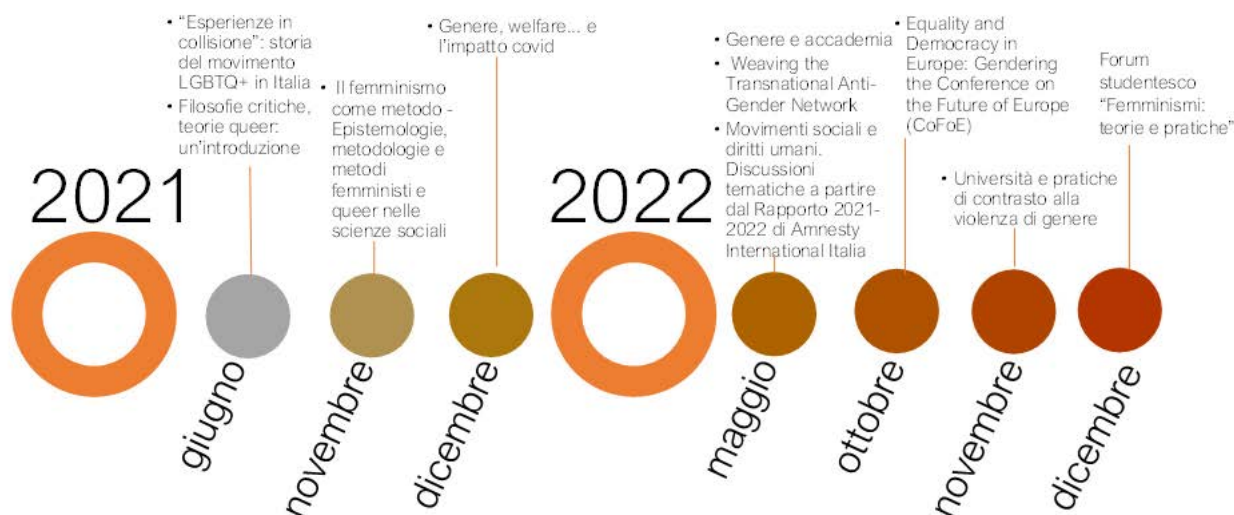 2021
• “Esperienze in
collisione”: storia
del movimento
LGBTQ+ in Italia
• Filosofie critiche,
teorie queer:
un’introduzione
giugno
• Il femminismo
come metodo -
Epistemologie,
metodologie e
metodi
femministi e
queer nelle
scienze sociali
novembre
• Genere, welfare... e
l’impatto covid
dicembre
2022
• Genere e accademia
• Weaving the
Transnational Anti-
Gender Network
• Movimenti sociali e
diritti umani.
Discussioni
tematiche a partire
dal Rapporto 2021-
2022 di Amnesty
International Italia
maggio
• Equality and
Democracy in
Europe: Gendering
the Conference on
the Future of Europe
(CoFoE)
ottobre
• Università e pratiche
di contrasto alla
violenza di genere
novembre
Forum
studentesco
“Femminismi:
teorie e pratiche”
dicembre